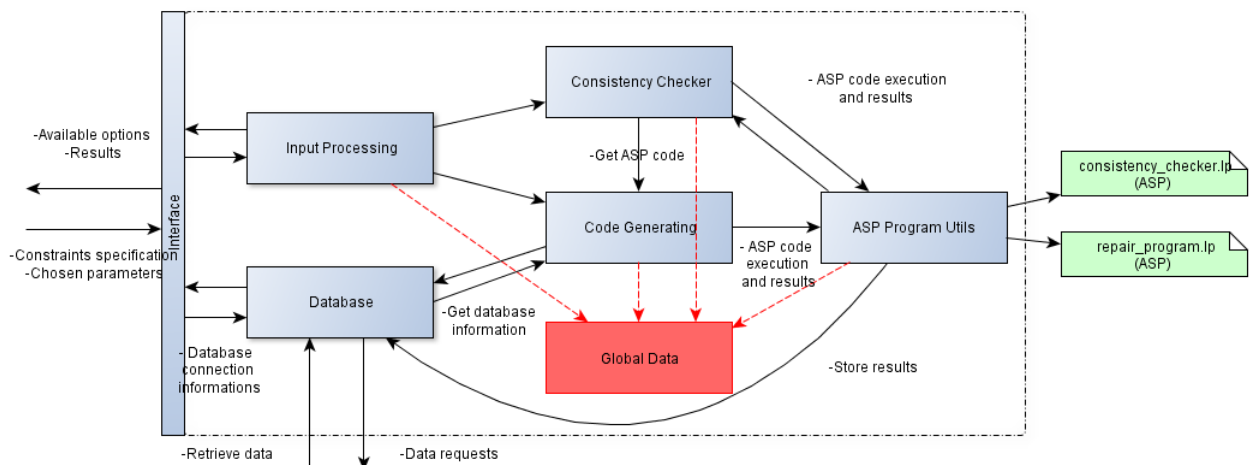 Consistency Checker
- ASP code execution
and results
-Available options
-Results
Input Processing
-Get ASP code
consistency_checker.lp
(ASP)
Interface
Code Generating
ASP Program Utils
-Constraints specification
-Chosen parameters
- ASP code
execution
and results
repair_program.lp
(ASP)
Database
-Get database
information
- Database
connection
informations
Global Data
-Store results
-Retrieve data
-Data requests